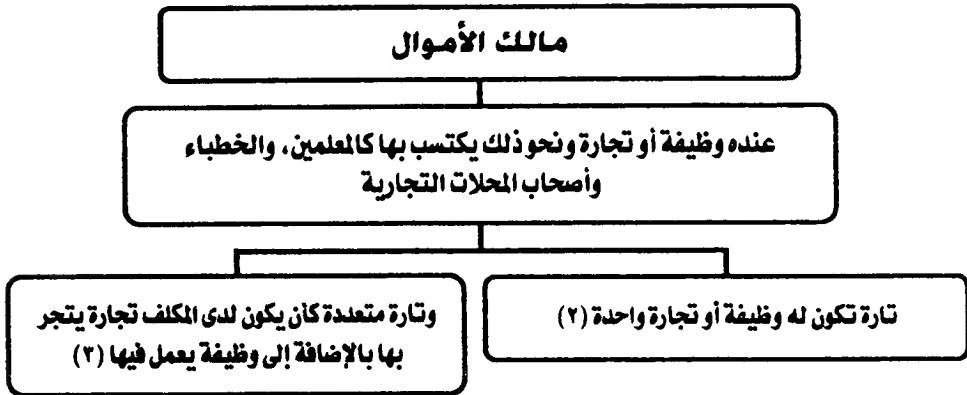 مالك الأموال
عنده وظيفة أو تجارة ونحو ذلك يكتسب بها كالمعلمين، والخطباء
وأصحاب المحلات التجارية
تارة تكون له وظيفة أو تجارة واحدة (٢)
وتارة متعددة كأن يكون لدى المكلف تجارة يتجر
بها بالإضافة إلى وظيفة يعمل فيها (٣)